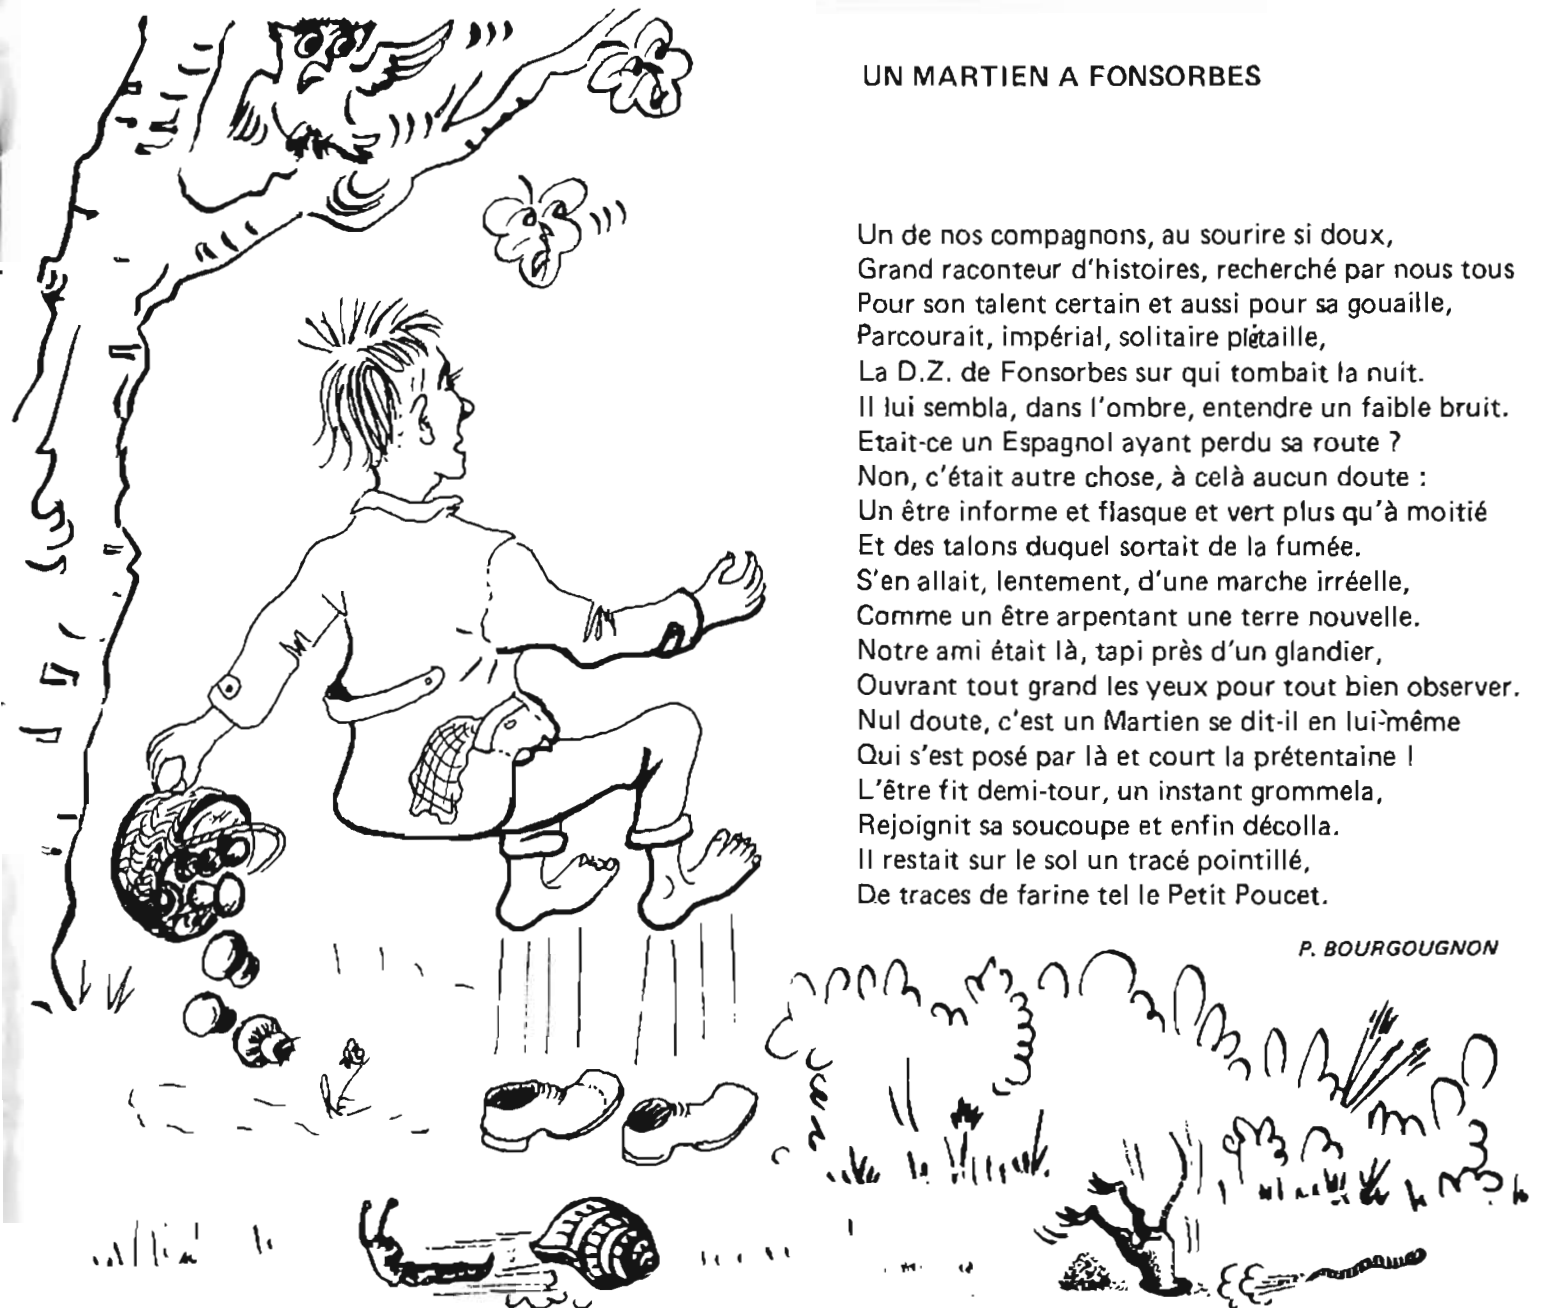 UN MARTIEN A FONSORBES
Un de nos compagnons, au sourire si doux,
Grand raconteur d'histoires, recherché par nous tous
Pour son talent certain et aussi pour sa gouaille,
Parcourait, impérial, solitaire piétaille,
La D.Z. de Fonsorbes sur qui tombait la nuit.
Il lui sembla, dans l'ombre, entendre un faible bruit.
Etait-ce un Espagnol ayant perdu sa route ?
Non, c'était autre chose, à celà aucun doute :
Un être informe et flasque et vert plus qu'à moitié
Et des talons duquel sortait de la fumée.
S'en allait, lentement, d'une marche irréelle,
Comme un être arpentant une terre nouvelle.
Notre ami était là, tapi près d'un glandier,
Ouvrant tout grand les yeux pour tout bien observer.
Nul doute, c'est un Martien se dit-il en lui-même
Qui s'est posé par là et court la prétentaine !
L'être fit demi-tour, un instant grommela,
Rejoignit sa soucoupe et enfin décolla.
Il restait sur le sol un tracé pointillé,
De traces de farine tel le Petit Poucet.
P. BOURGOUGNON